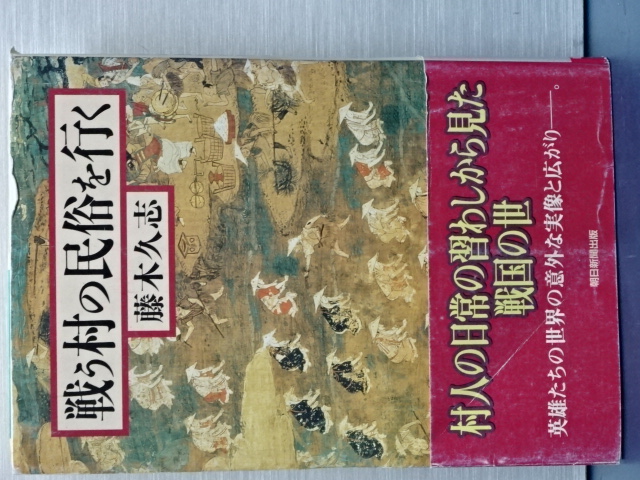 戦う村の民俗を行く
藤木久志
村人の日常の習わしから見た
戦国の世
英雄たちの世界の意外な実像と広がり――。
朝日新聞出版